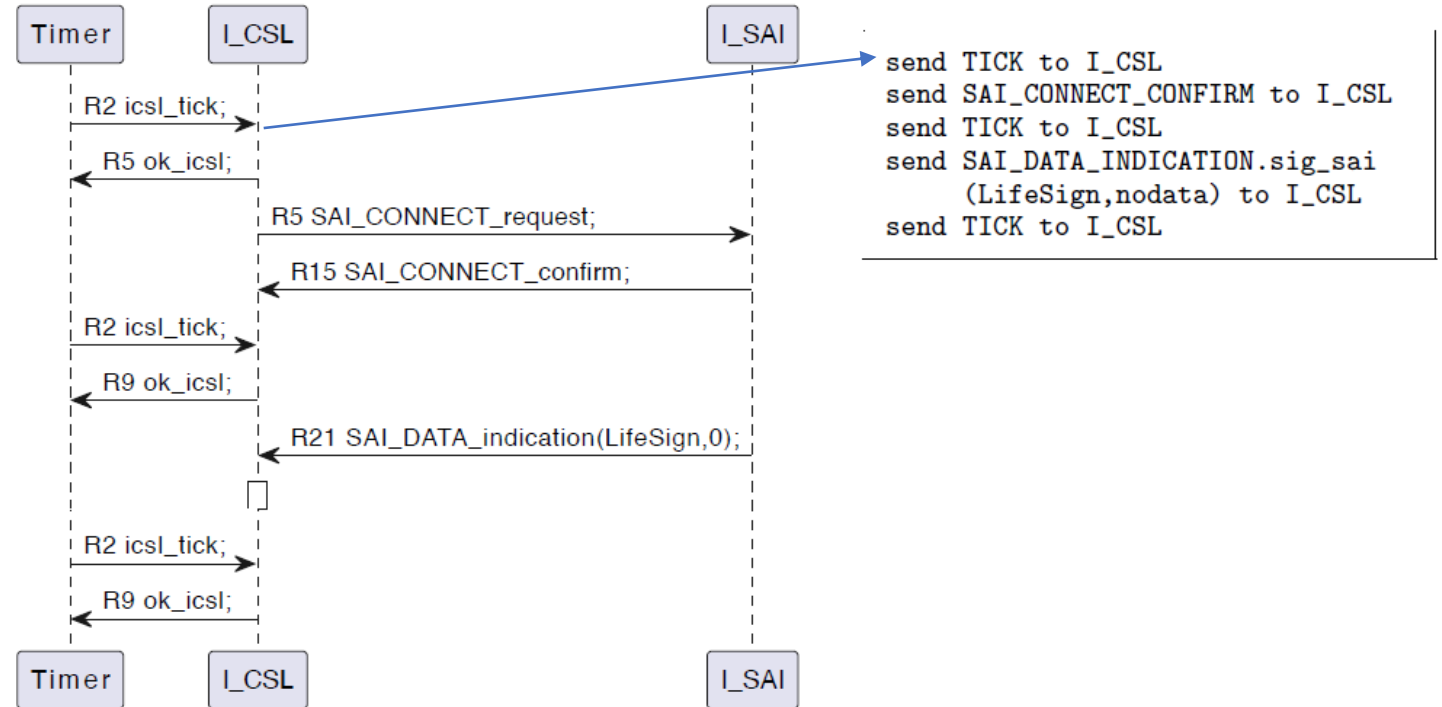 Timer
I_CSL
I_SAI
R2 icsl_tick;
R5 ok_icsl;
R5 SAI_CONNECT_request;
R15 SAI_CONNECT_confirm;
R2 icsl_tick;
R9 ok_icsl;
R21 SAI_DATA_indication(LifeSign,0);
R2 icsl_tick;
R9 ok_icsl;
Timer
I_CSL
I_SAI
send TICK to I_CSL
send SAI_CONNECT_CONFIRM to I_CSL
send TICK to I_CSL
send SAI_DATA_INDICATION.sig_sai
(LifeSign,nodata) to I_CSL
send TICK to I_CSL